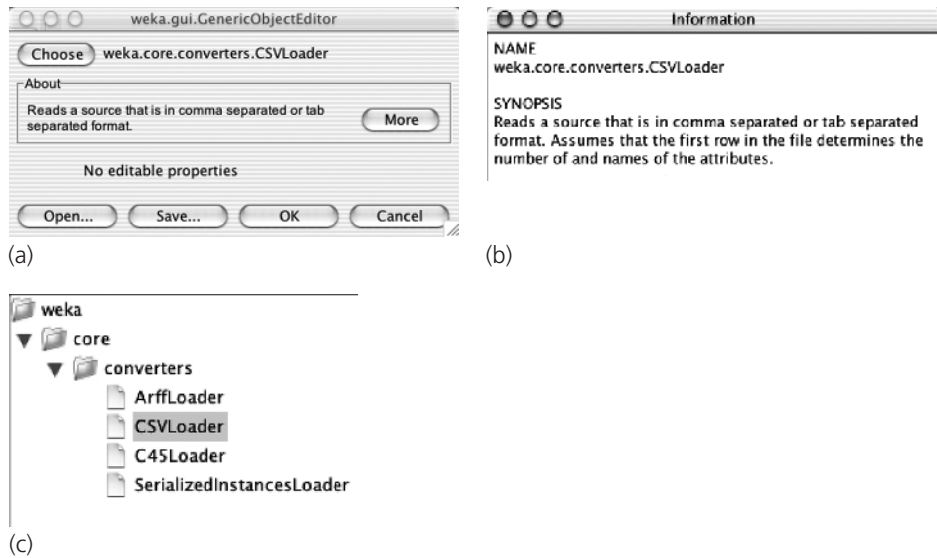 weka.gui.GenericObjectEditor
Choose weka.core.converters.CSVLoader
About
Reads a source that is in comma separated or tab
separated format.
More
No editable properties
Open... Save... OK Cancel
(a)
Information
NAME
weka.core.converters.CSVLoader
SYNOPSIS
Reads a source that is in comma separated or tab separated
format. Assumes that the first row in the file determines the
number of and names of the attributes.
(b)
weka
core
converters
ArffLoader
CSVLoader
C45Loader
SerializedInstancesLoader
(c)